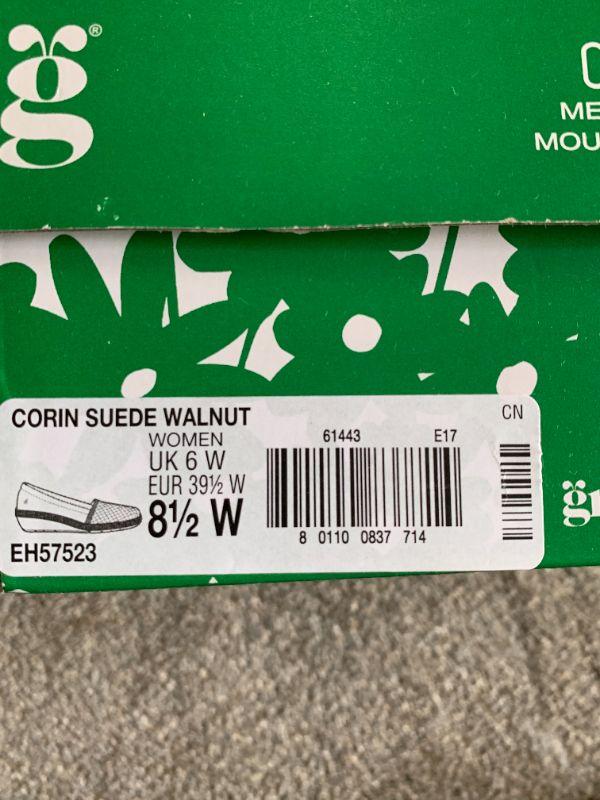 g®
ME
MOU
CORIN SUEDE WALNUT
CN
WOMEN
61443 E17
UK 6 W
EUR 39½ W
8½ W
8 0110 0837 714
EH57523